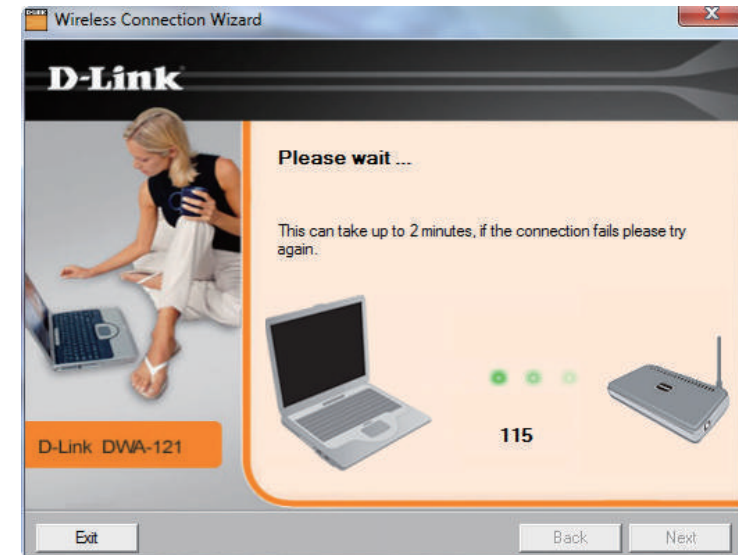 Wireless Connection Wizard
D-Link
Please wait ...
This can take up to 2 minutes, if the connection fails please try
again.
115
D-Link DWA-121
Exit
Back
Next